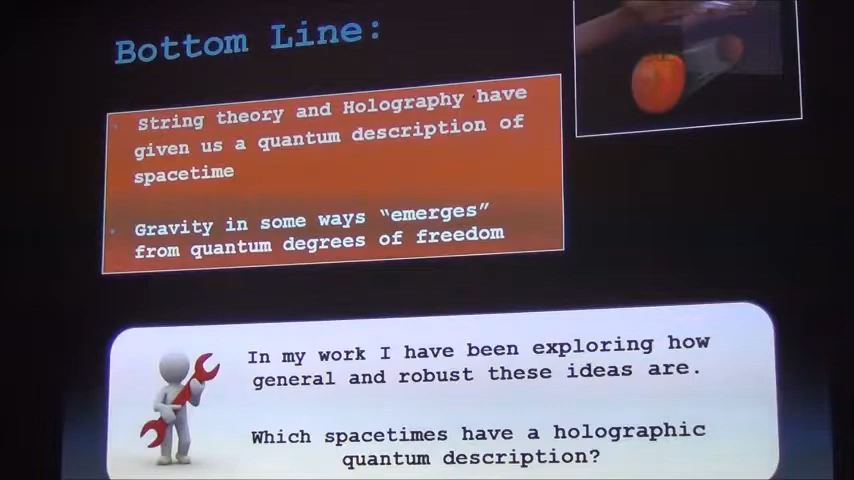 Bottom Line:
String theory and Holography have
given us a quantum description of
spacetime
Gravity in some ways “emerges”
from quantum degrees of freedom
In my work I have been exploring how
general and robust these ideas are.
Which spacetimes have a holographic
quantum description?